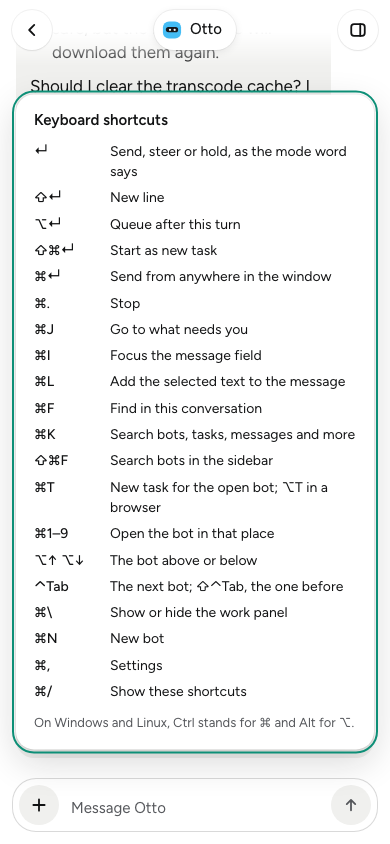 Otto
download them again.
Should I clear the transcode cache? I
Keyboard shortcuts
↵ Send, steer or hold, as the mode word
says
⇧↵ New line
⌥↵ Queue after this turn
⇧⌘↵ Start as new task
⌘↵ Send from anywhere in the window
⌘. Stop
⌘J Go to what needs you
⌘I Focus the message field
⌘L Add the selected text to the message
⌘F Find in this conversation
⌘K Search bots, tasks, messages and more
⇧⌘F Search bots in the sidebar
⌘T New task for the open bot; ⌥T in a
browser
⌘1–9 Open the bot in that place
⌥↑ ⌥↓ The bot above or below
^Tab The next bot; ⇧^Tab, the one before
⌘\ Show or hide the work panel
⌘N New bot
⌘, Settings
⌘/ Show these shortcuts
On Windows and Linux, Ctrl stands for ⌘ and Alt for ⌥.
Message Otto